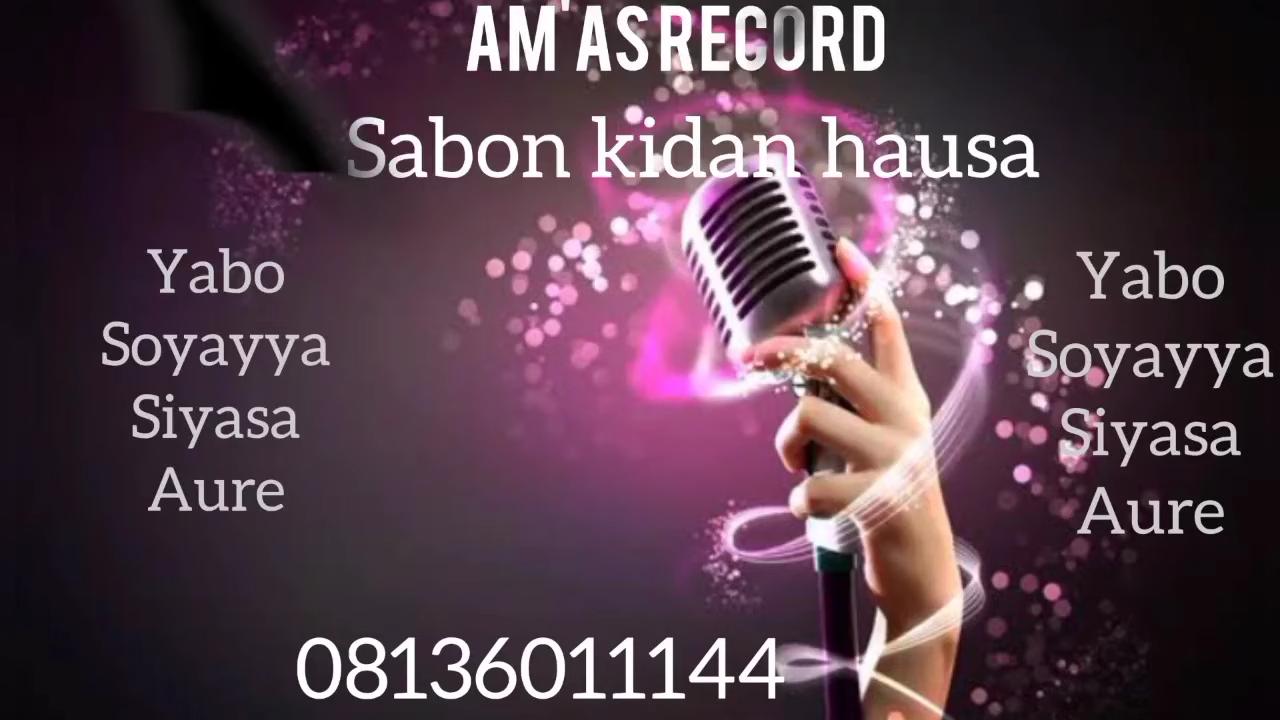 AM'AS RECORD
Sabon kidan hausa
Yabo
Soyayya
Siyasa
Aure
Yabo
Soyayya
Siyasa
Aure
08136011144